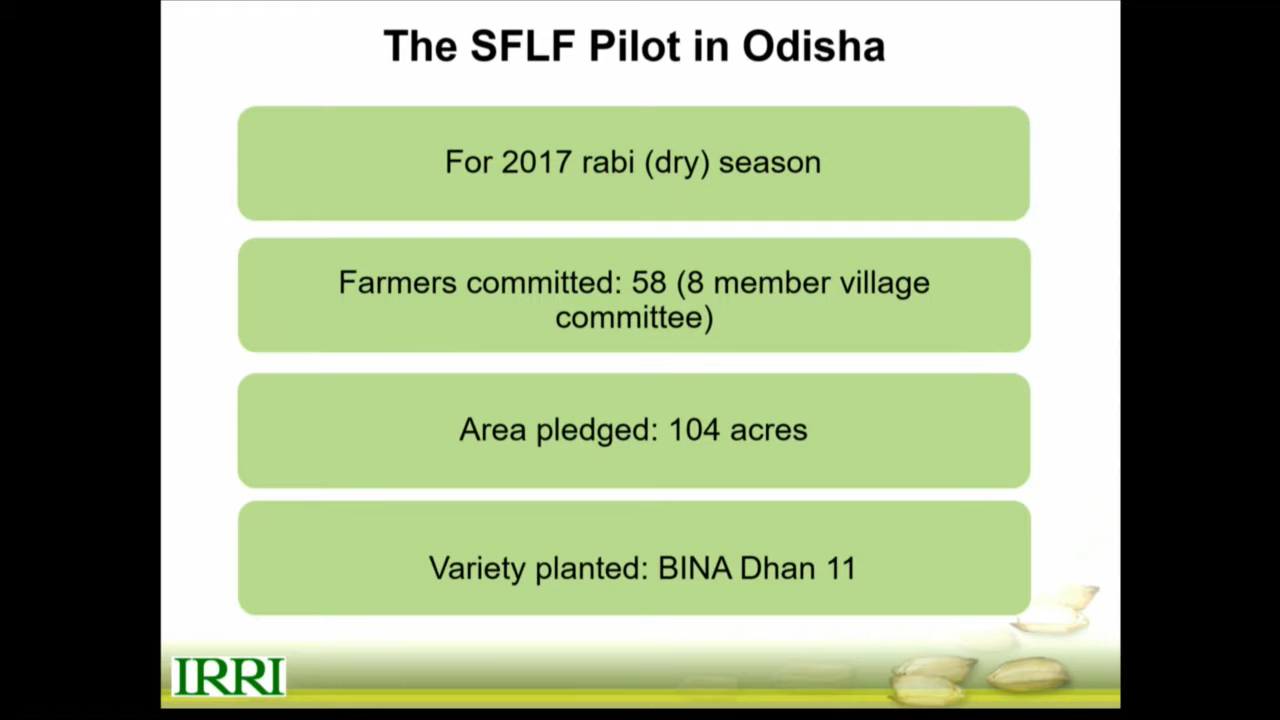 The SFLF Pilot in Odisha
For 2017 rabi (dry) season
Farmers committed: 58 (8 member village
committee)
Area pledged: 104 acres
Variety planted: BINA Dhan 11
IRRI